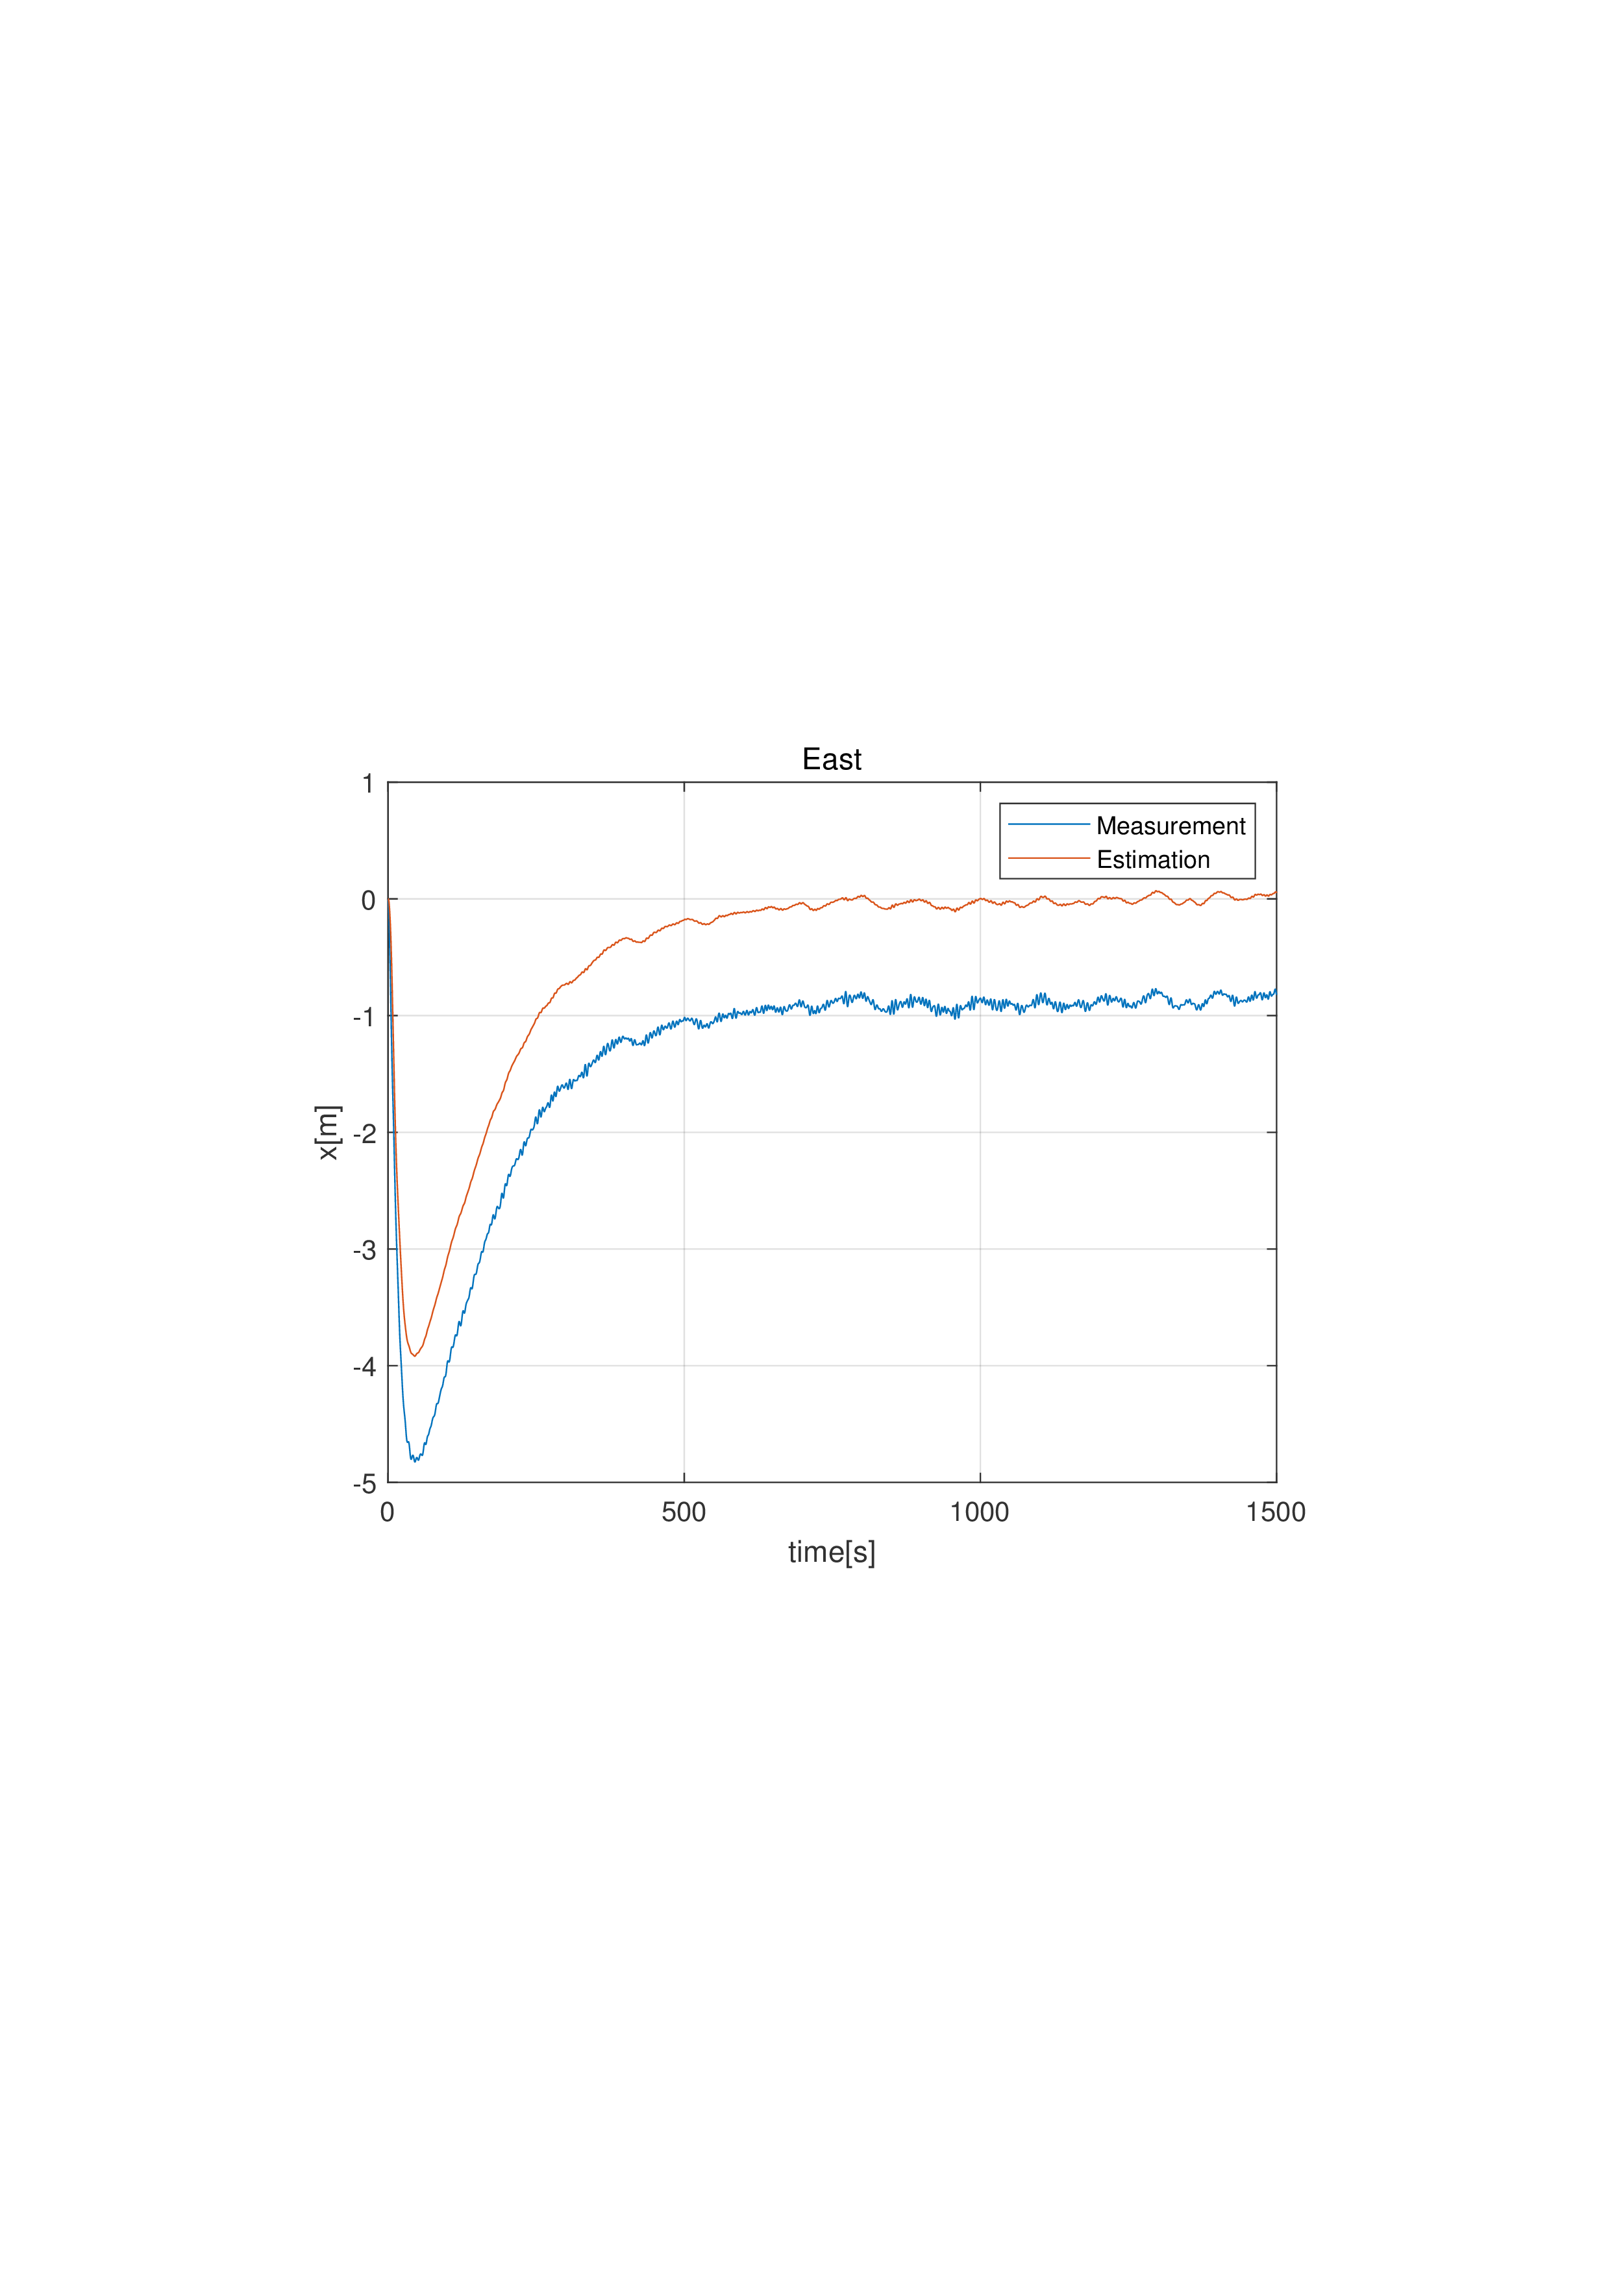 East
1
Measurement
Estimation
0
-1
-2
x[m]
-3
-4
-5
0
500
1000
1500
time[s]